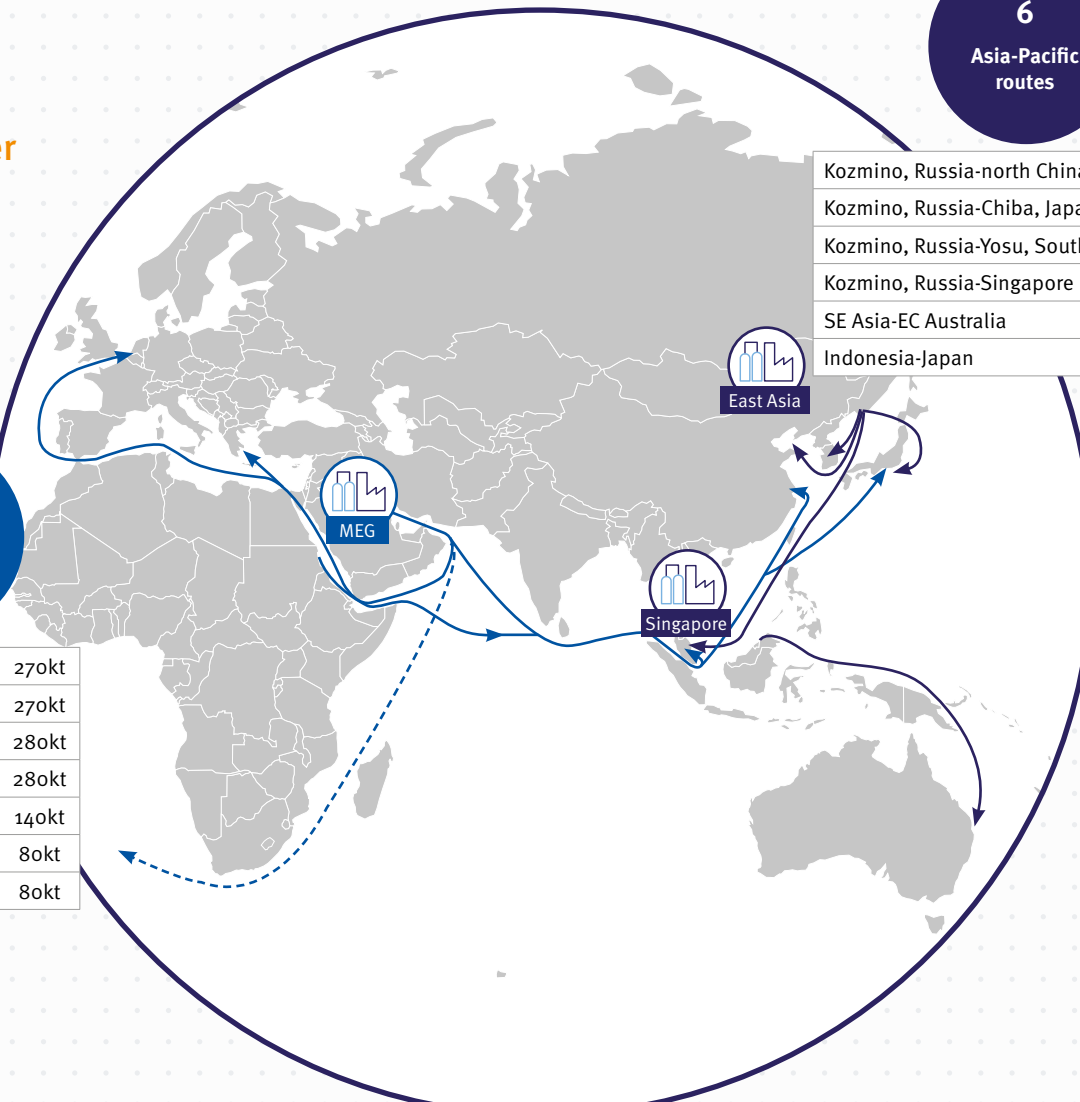 6
Asia-Pacific
routes
er
Kozmino, Russia-north China
Kozmino, Russia-Chiba, Japa
Kozmino, Russia-Yosu, South
Kozmino, Russia-Singapore
SE Asia-EC Australia
Indonesia-Japan
East Asia
MEG
Singapore
270kt
270kt
280kt
280kt
140kt
80kt
80kt